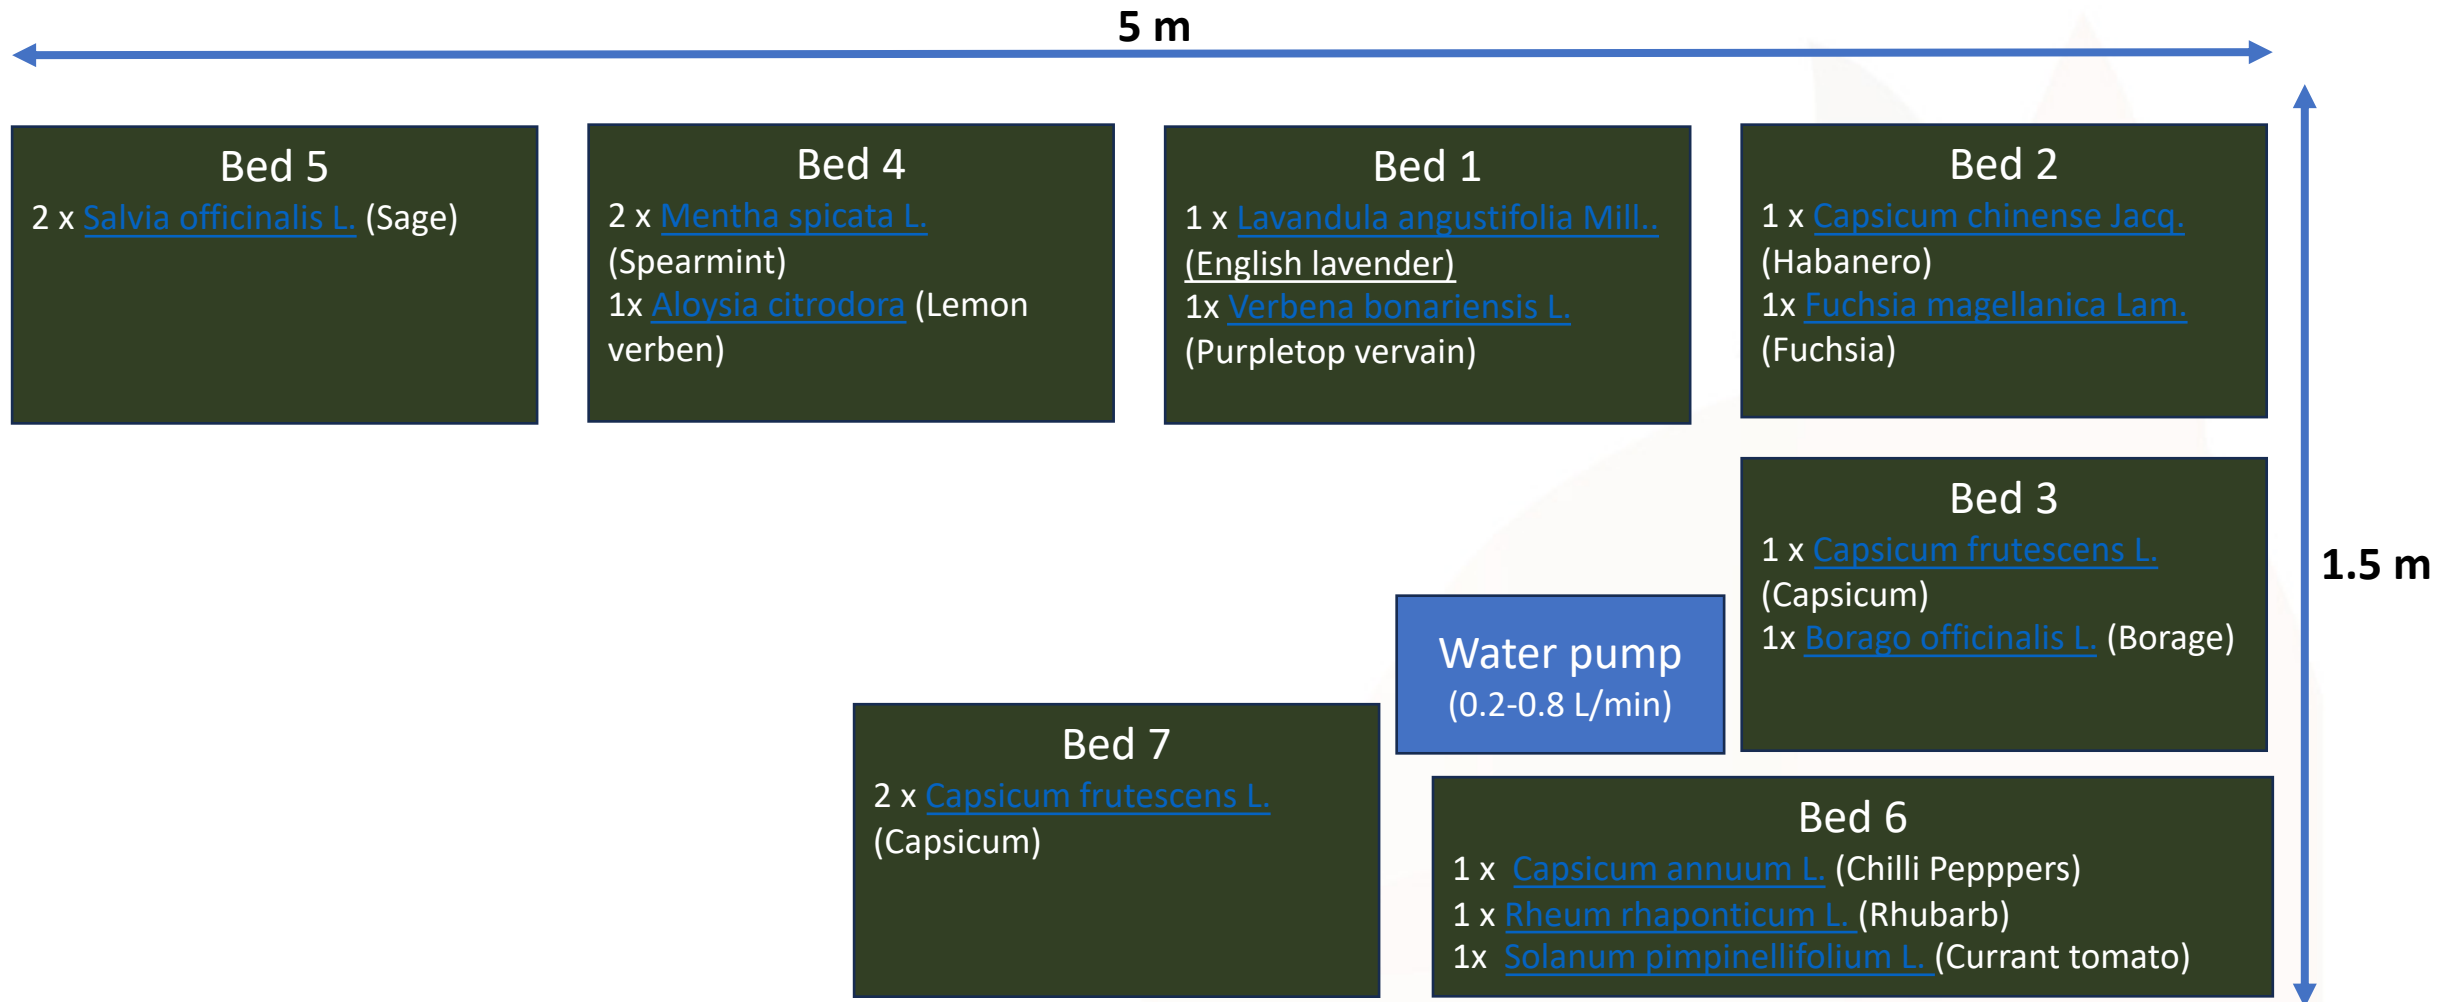 5 m
Bed 5
2 x Salvia officinalis L. (Sage)
Bed 4
2 x Mentha spicata L.
(Spearmint)
1x Aloysia citrodora (Lemon
verben)
Bed 1
1 x Lavandula angustifolia Mill..
(English lavender)
1x Verbena bonariensis L.
(Purpletop vervain)
Bed 2
1 x Capsicum chinense Jacq.
(Habanero)
1x Fuchsia magellanica Lam.
(Fuchsia)
Bed 3
1 x Capsicum frutescens L.
(Capsicum)
1x Borago officinalis L. (Borage)
1.5 m
Water pump
(0.2-0.8 L/min)
Bed 7
2 x Capsicum frutescens L.
(Capsicum)
Bed 6
1 x Capsicum annuum L. (Chilli Pepppers)
1 x Rheum rhaponticum L. (Rhubarb)
1x Solanum pimpinellifolium L. (Currant tomato)